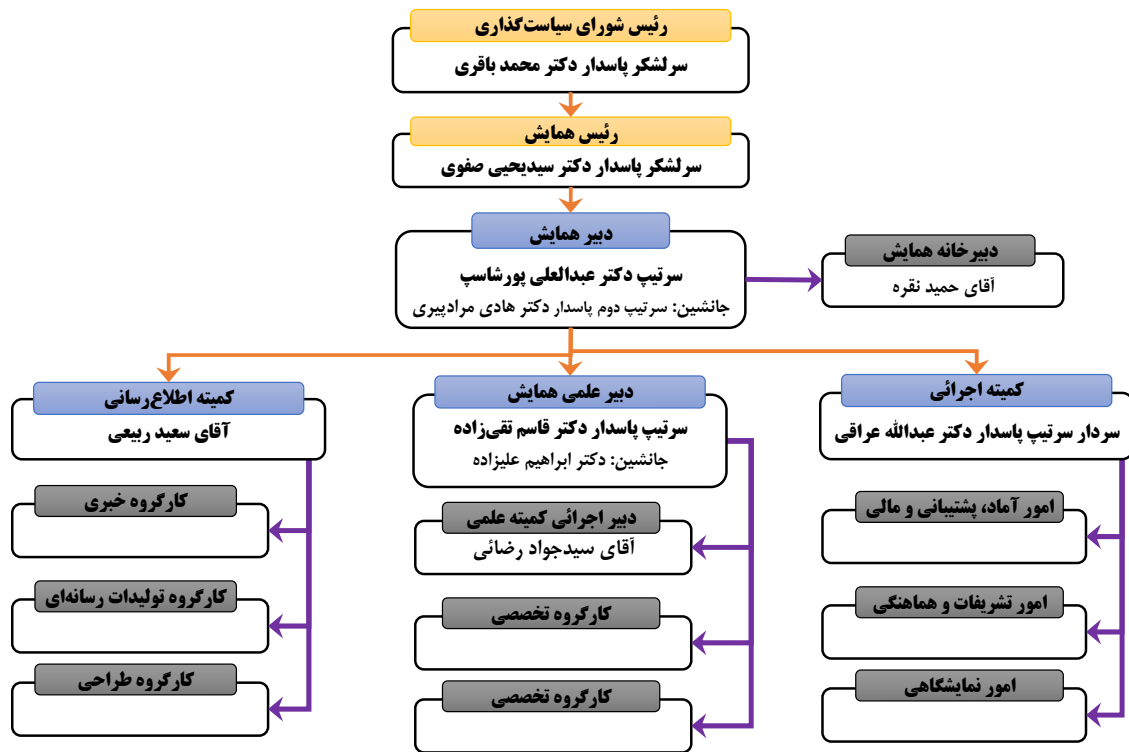 رئیس شورای سیاست‌گذاری
سرلشکر پاسدار دکتر محمد باقری
رئیس همایش
سرلشکر پاسدار دکتر سیدیحیی صفوی
دبیر همایش
سرتیپ دکتر عبدالعلی پورشاسپ
جانشین: سرتیپ دوم پاسدار دکتر هادی مرادپیری
دبیرخانه همایش
آقای حمید نقره
کمیته اجرائی
سردار سرتیپ پاسدار دکتر عبدالله عراقی
امور آماد، پشتیبانی و مالی
امور تشریفات و هماهنگی
امور نمایشگاهی
دبیر علمی همایش
سرتیپ پاسدار دکتر قاسم تقی‌زاده
جانشین: دکتر ابراهیم علیزاده
دبیر اجرائی کمیته علمی
آقای سیدجواد رضائی
کارگروه تخصصی
کارگروه تخصصی
کمیته اطلاع‌رسانی
آقای سعید ربیعی
کارگروه خبری
کارگروه تولیدات رسانه‌ای
کارگروه طراحی